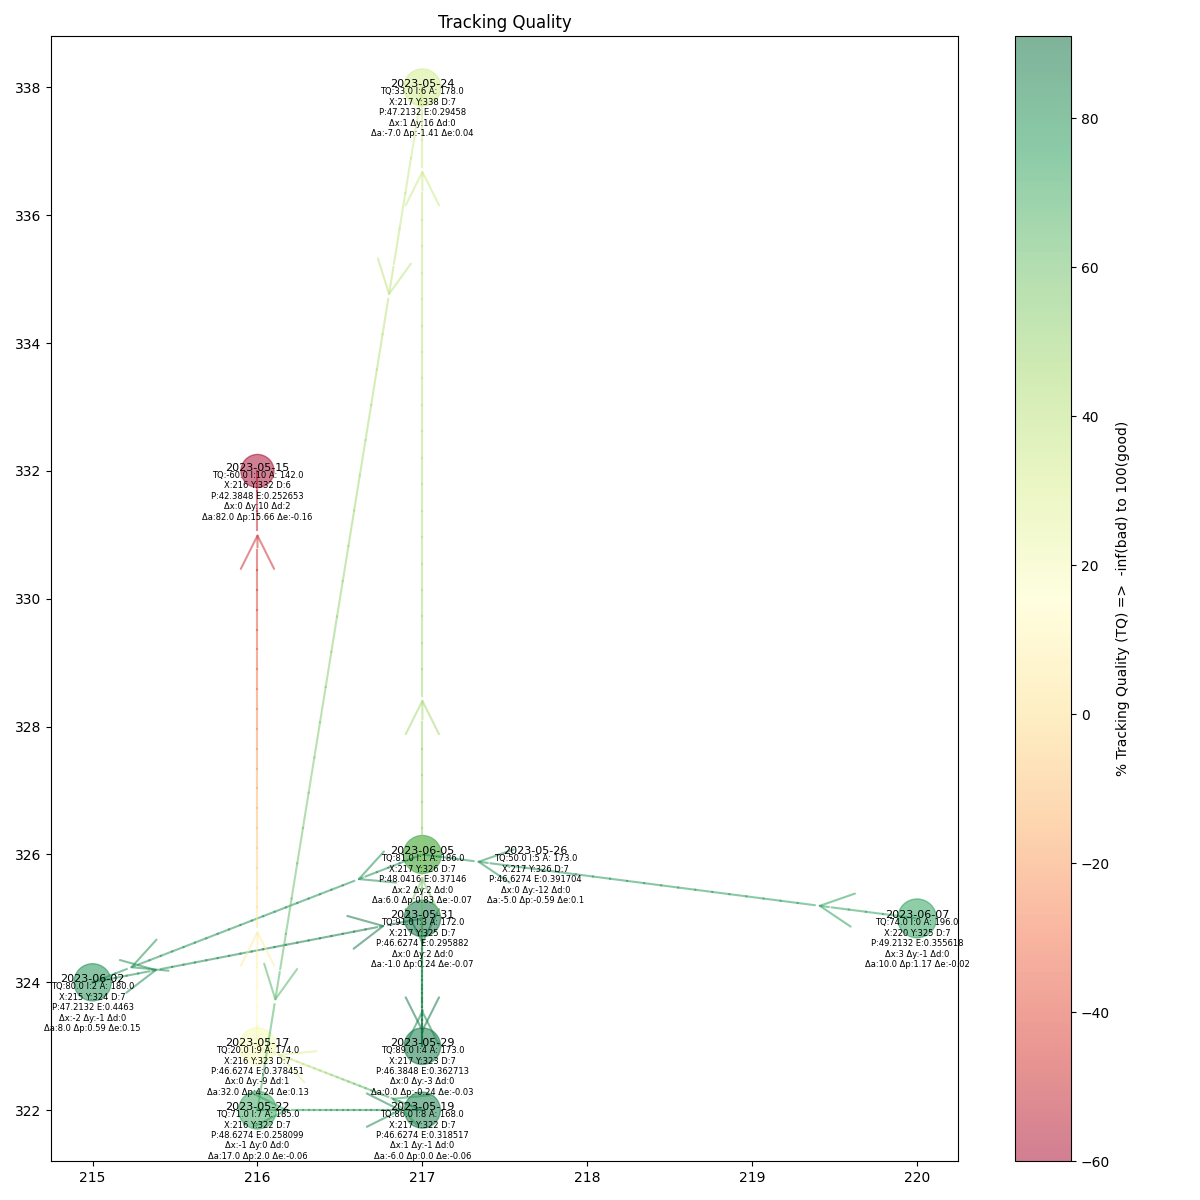 Tracking Quality
338
336
334
332
330
328
326
324
322
215
216
217
218
219
220
2023-05-24
TQ:33.0 I:6 A: 178.0
X:217 Y:338 D:7
P:47.2132 E:0.29458
Δx:1 Δy:16 Δd:0
Δa:-7.0 Δp:-1.41 Δe:0.04
2023-05-15
TQ:-60.0 I:10 A: 142.0
X:216 Y:332 D:6
P:42.3848 E:0.252653
Δx:0 Δy:10 Δd:2
Δa:82.0 Δp:15.66 Δe:-0.16
2023-06-05
TQ:81.0 I:1 A: 186.0
X:217 Y:326 D:7
P:48.0416 E:0.37146
Δx:2 Δy:2 Δd:0
Δa:6.0 Δp:0.83 Δe:-0.07
2023-05-26
TQ:50.0 I:5 A: 173.0
X:217 Y:326 D:7
P:46.6274 E:0.391704
Δx:0 Δy:-12 Δd:0
Δa:-5.0 Δp:-0.59 Δe:0.1
2023-05-31
TQ:91.0 I:3 A: 172.0
X:217 Y:325 D:7
P:46.6274 E:0.295882
Δx:0 Δy:2 Δd:0
Δa:-1.0 Δp:0.24 Δe:-0.07
2023-06-07
TQ:74.0 I:0 A: 196.0
X:220 Y:325 D:7
P:49.2132 E:0.355618
Δx:3 Δy:-1 Δd:0
Δa:10.0 Δp:1.17 Δe:-0.02
2023-06-02
TQ:80.0 I:2 A: 180.0
X:215 Y:324 D:7
P:47.2132 E:0.4463
Δx:-2 Δy:-1 Δd:0
Δa:8.0 Δp:0.59 Δe:0.15
2023-05-17
TQ:20.0 I:9 A: 174.0
X:216 Y:323 D:7
P:46.6274 E:0.378451
Δx:0 Δy:-9 Δd:1
Δa:32.0 Δp:4.24 Δe:0.13
2023-05-29
TQ:89.0 I:4 A: 173.0
X:217 Y:323 D:7
P:46.3848 E:0.362713
Δx:0 Δy:-3 Δd:0
Δa:0.0 Δp:-0.24 Δe:-0.03
2023-05-22
TQ:71.0 I:7 A: 185.0
X:216 Y:322 D:7
P:48.6274 E:0.258099
Δx:-1 Δy:0 Δd:0
Δa:17.0 Δp:2.0 Δe:-0.06
2023-05-19
TQ:86.0 I:8 A: 168.0
X:217 Y:322 D:7
P:46.6274 E:0.318517
Δx:1 Δy:-1 Δd:0
Δa:-6.0 Δp:0.0 Δe:-0.06
80
60
40
20
0
−20
−40
−60
% Tracking Quality (TQ) => -inf(bad) to 100(good)